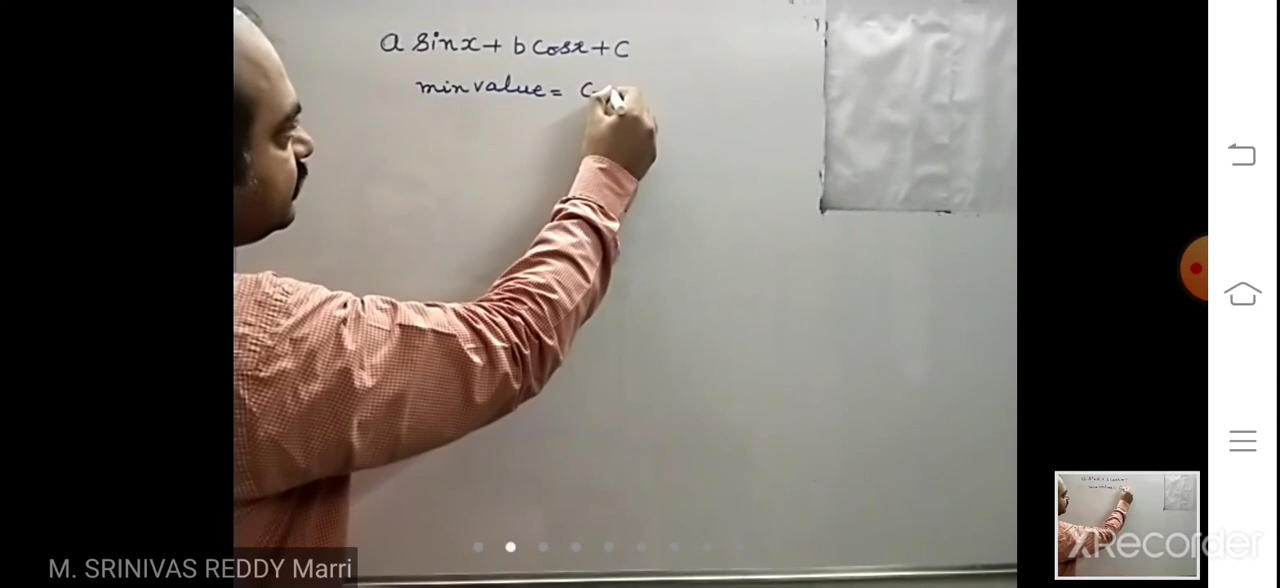 a sinx + b cosx + c
min value = c
M. SRINIVAS REDDY Marri
XRecorder